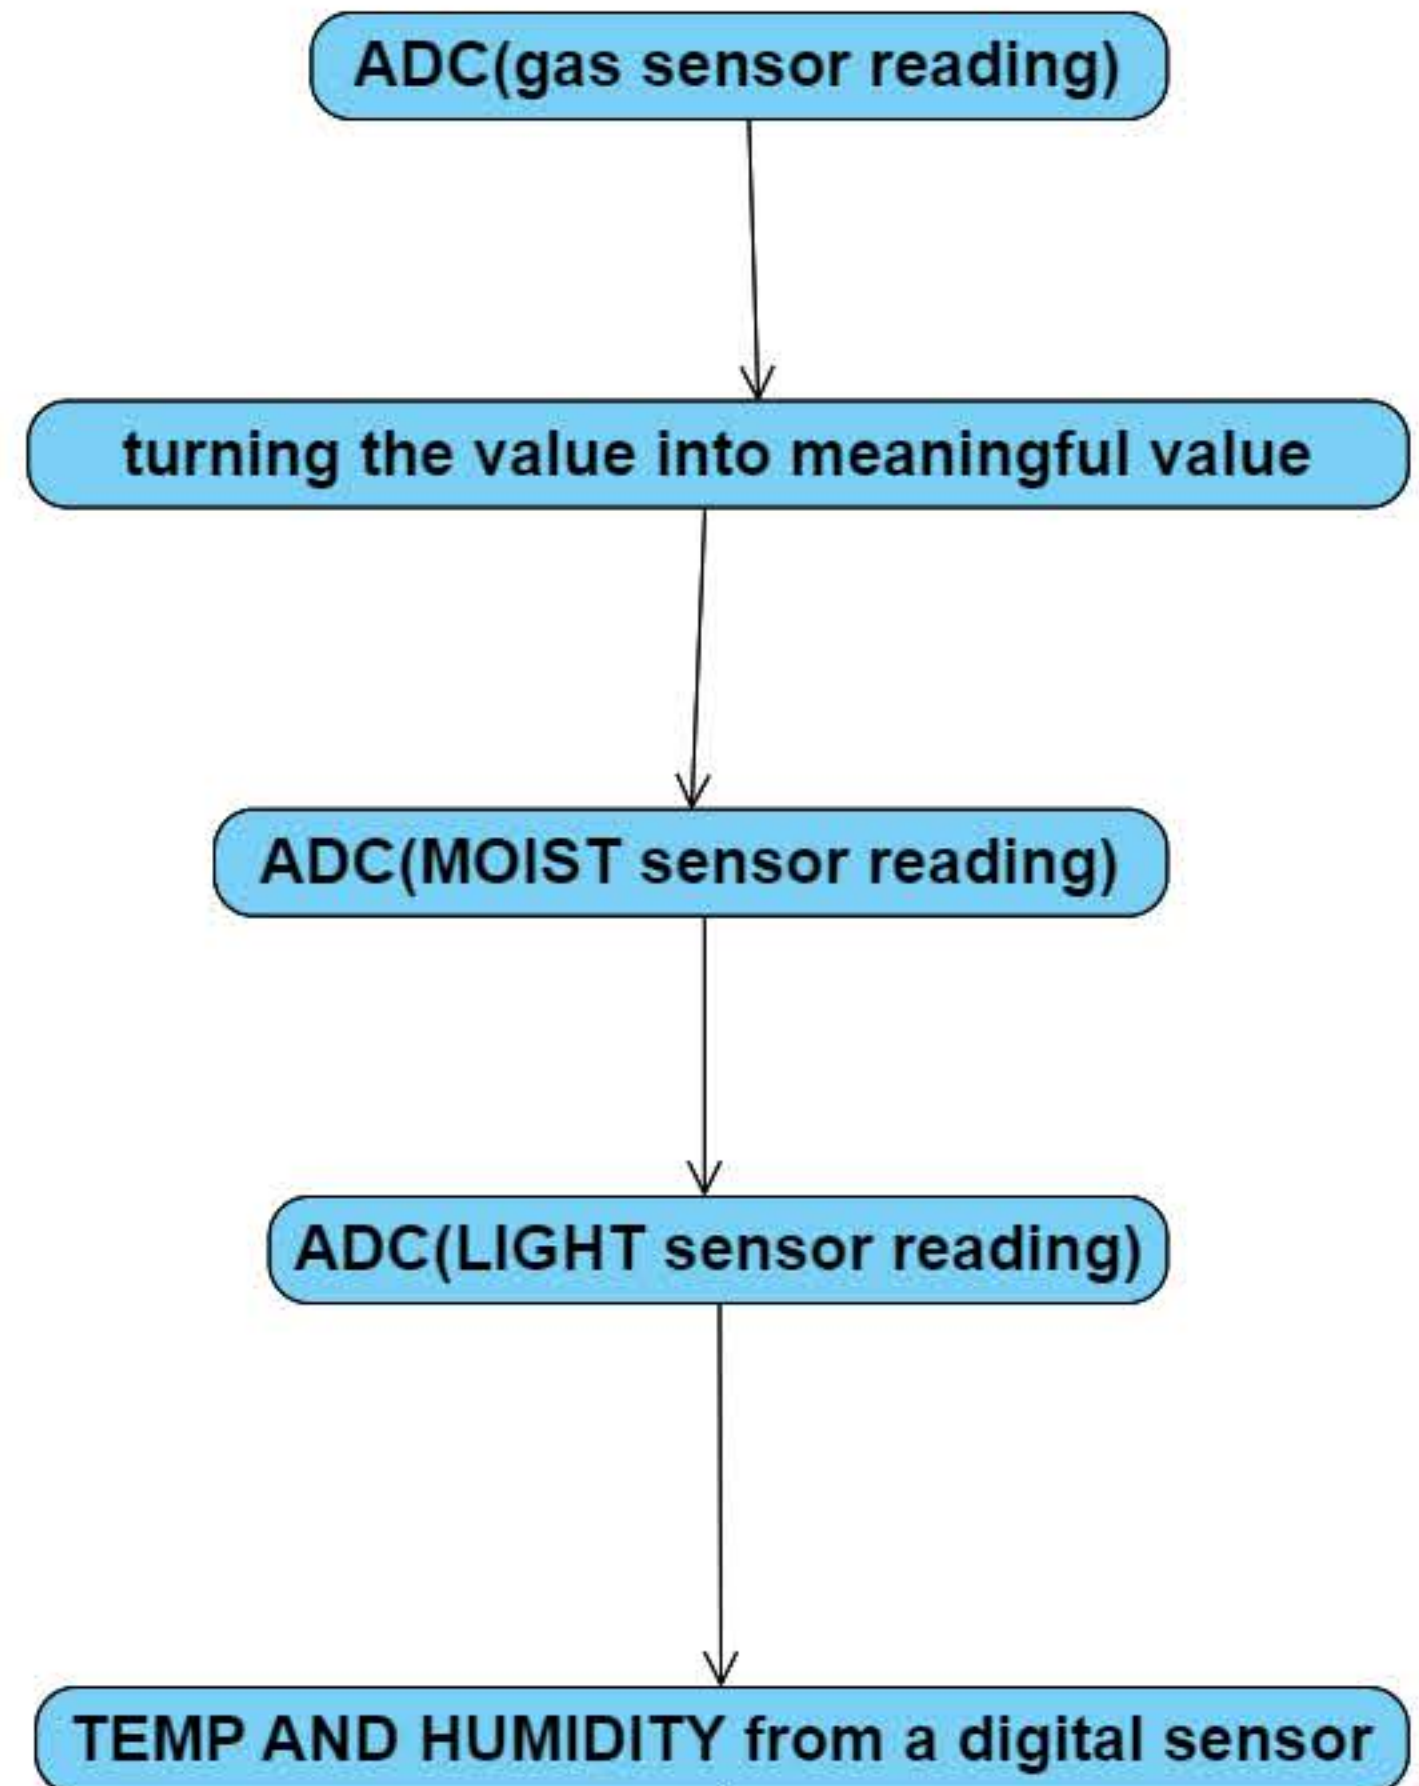 ADC(gas sensor reading)
turning the value into meaningful value
ADC(MOIST sensor reading)
ADC(LIGHT sensor reading)
TEMP AND HUMIDITY from a digital sensor